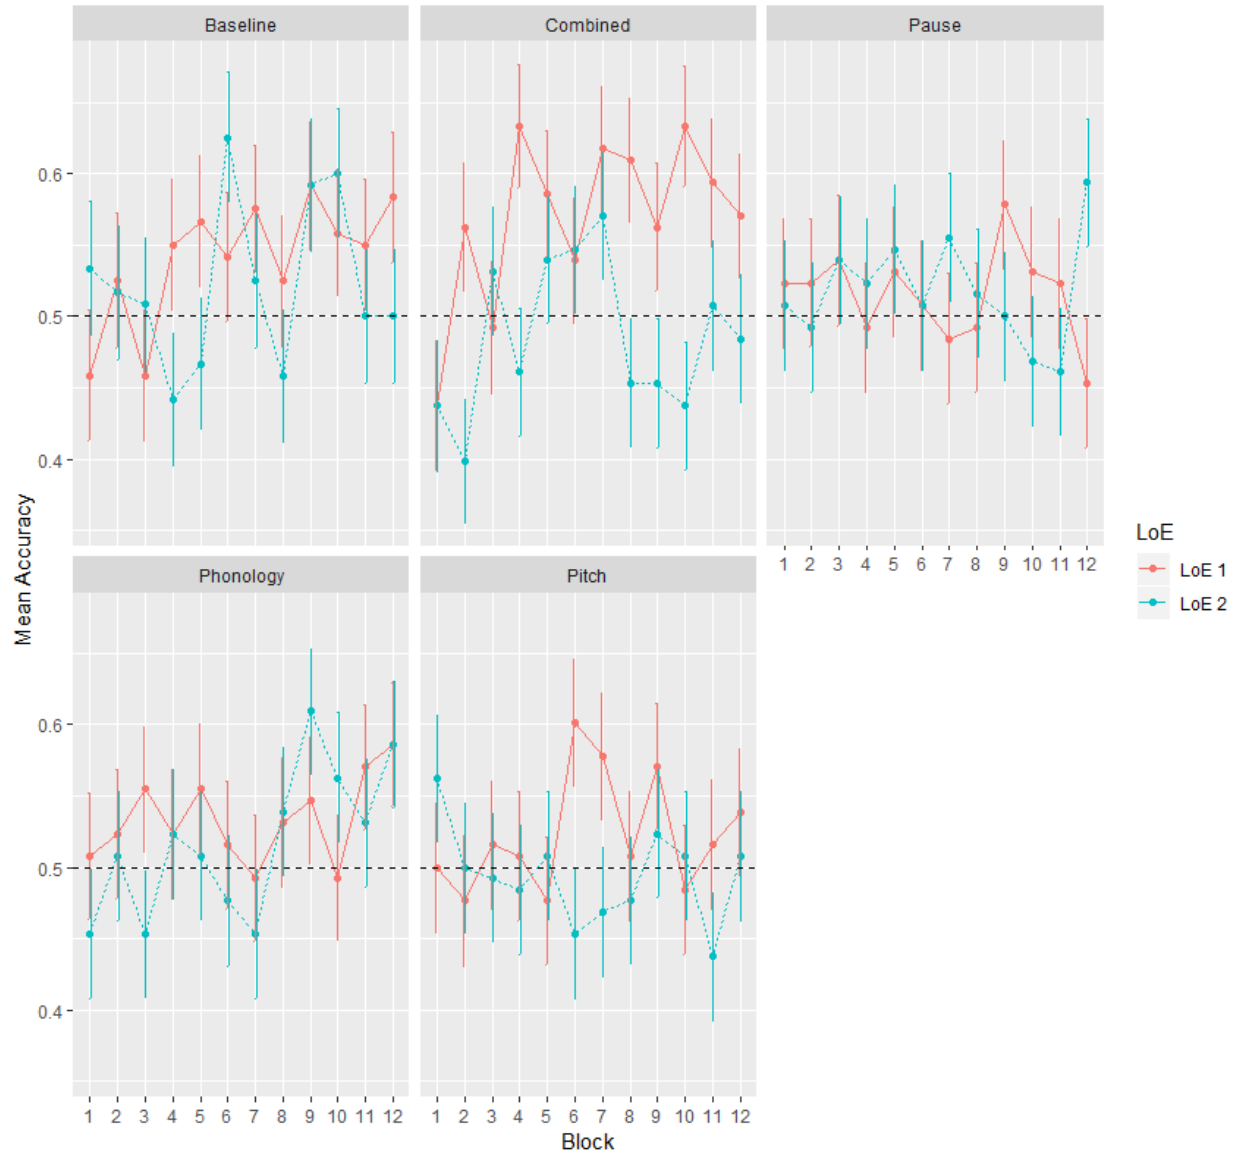 Baseline
Combined
Pause
0.6
0.5
0.4
1 2 3 4 5 6 7 8 9 10 11 12
Mean Accuracy
Phonology
Pitch
0.6
0.5
0.4
1 2 3 4 5 6 7 8 9 10 11 12
1 2 3 4 5 6 7 8 9 10 11 12
Block
LoE
LoE 1
LoE 2